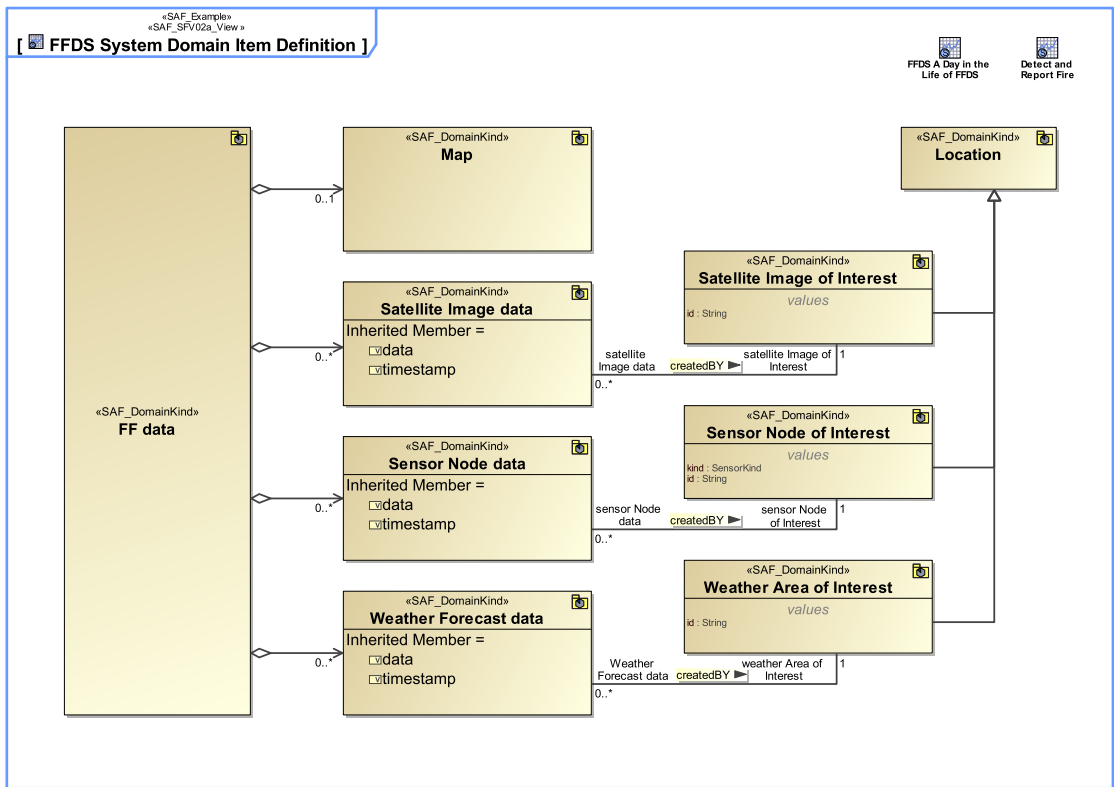 «SAF_Example»
«SAF_SFV02a_View »
[ FFDS System Domain Item Definition ]
FFDS A Day in the
Life of FFDS
Detect and
Report Fire
«SAF_DomainKind»
FF data
«SAF_DomainKind»
Map
0..1
«SAF_DomainKind»
Location
«SAF_DomainKind»
Satellite Image data
Inherited Member =
data
timestamp
0..*
«SAF_DomainKind»
Satellite Image of Interest
values
id : String
satellite
Image data
0..*
createdBY
satellite Image of
Interest
1
«SAF_DomainKind»
Sensor Node data
Inherited Member =
data
timestamp
0..*
«SAF_DomainKind»
Sensor Node of Interest
values
kind : SensorKind
id : String
sensor Node
data
0..*
createdBY
sensor Node
of Interest
1
«SAF_DomainKind»
Weather Forecast data
Inherited Member =
data
timestamp
0..*
«SAF_DomainKind»
Weather Area of Interest
values
id : String
Weather
Forecast data
0..*
createdBY
weather Area of
Interest
1